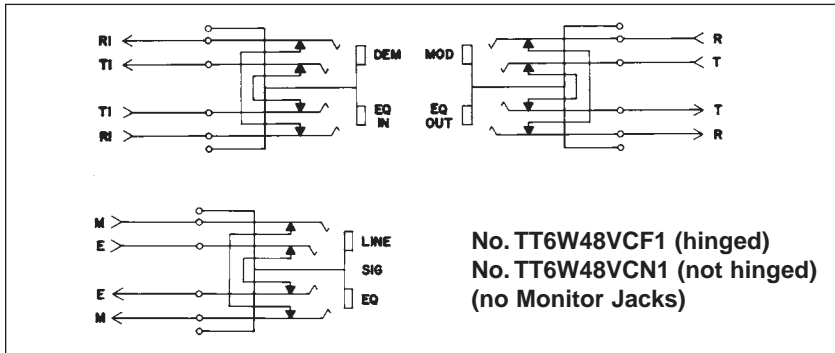 RI
TI
TI
RI
DEM
EQ
IN
MOD
EQ
OUT
R
T
T
R
M
E
E
M
LINE
SIG
EQ
No. TT6W48VCF1 (hinged)
No. TT6W48VCN1 (not hinged)
(no Monitor Jacks)